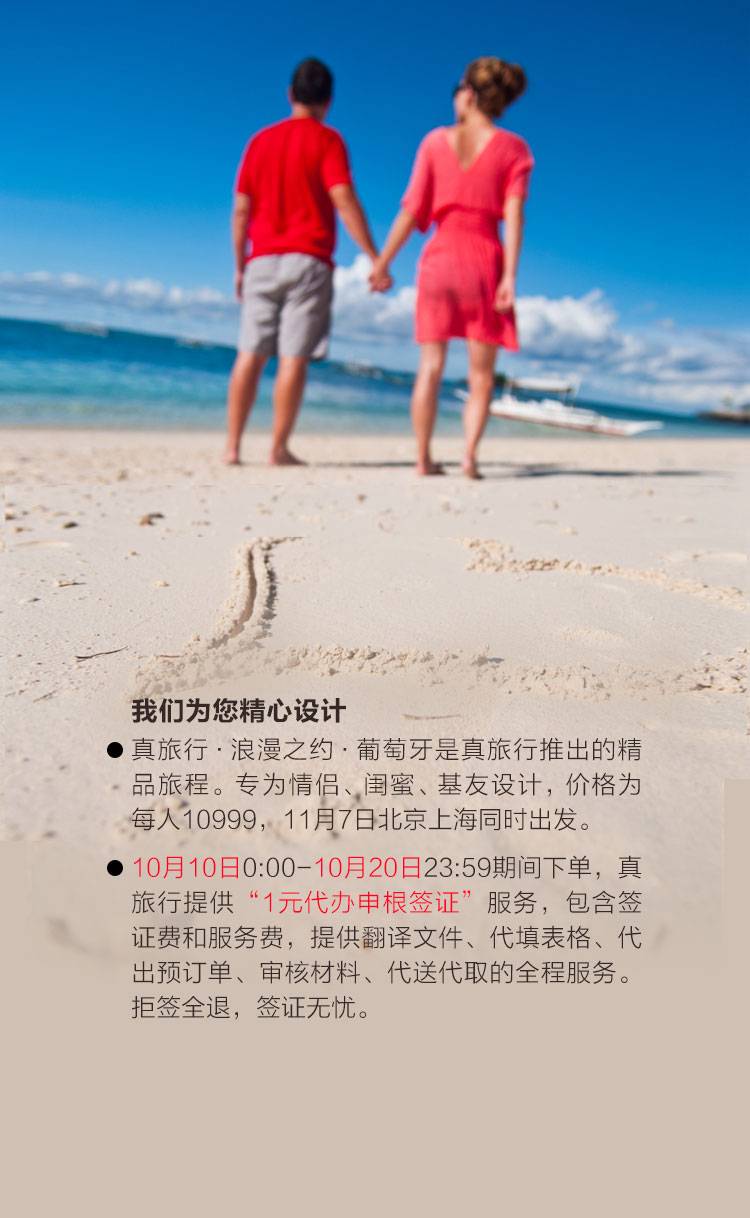 我们为您精心设计
● 真旅行·浪漫之约·葡萄牙是真旅行推出的精
品旅程。专为情侣、闺蜜、基友设计，价格为
每人10999，11月7日北京上海同时出发。
● 10月10日0:00-10月20日23:59期间下单，真
旅行提供“1元代办申根签证”服务，包含签
证费和服务费，提供翻译文件、代填表格、代
出预订单、审核材料、代送代取的全程服务。
拒签全退，签证无忧。